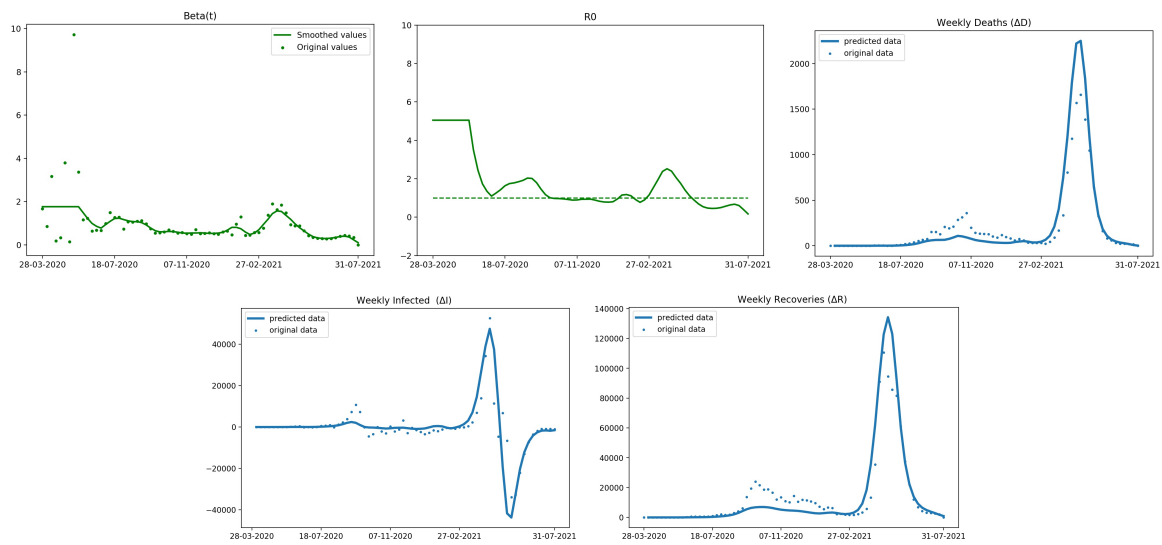 Beta(t)
10
8
6
4
2
0
Smoothed values
Original values
28-03-2020 18-07-2020 07-11-2020 27-02-2021 31-07-2021
R0
10
8
6
4
2
0
−2
28-03-2020 18-07-2020 07-11-2020 27-02-2021 31-07-2021
Weekly Deaths (ΔD)
predicted data
original data
2000
1500
1000
500
0
28-03-2020 18-07-2020 07-11-2020 27-02-2021 31-07-2021
Weekly Infected (ΔI)
predicted data
original data
40000
20000
0
−20000
−40000
28-03-2020 18-07-2020 07-11-2020 27-02-2021 31-07-2021
Weekly Recoveries (ΔR)
140000
predicted data
original data
120000
100000
80000
60000
40000
20000
0
28-03-2020 18-07-2020 07-11-2020 27-02-2021 31-07-2021